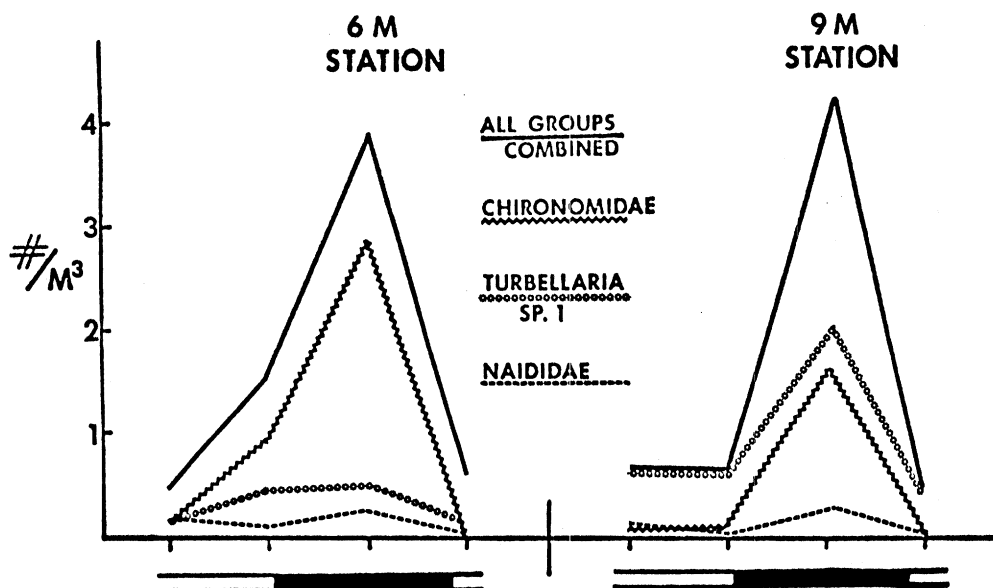 6 M
STATION
9 M
STATION
ALL GROUPS
COMBINED
CHIRONOMIDAE
TURBELLARIA
SP. 1
NAIDIDAE
4
3
2
1
#/M³